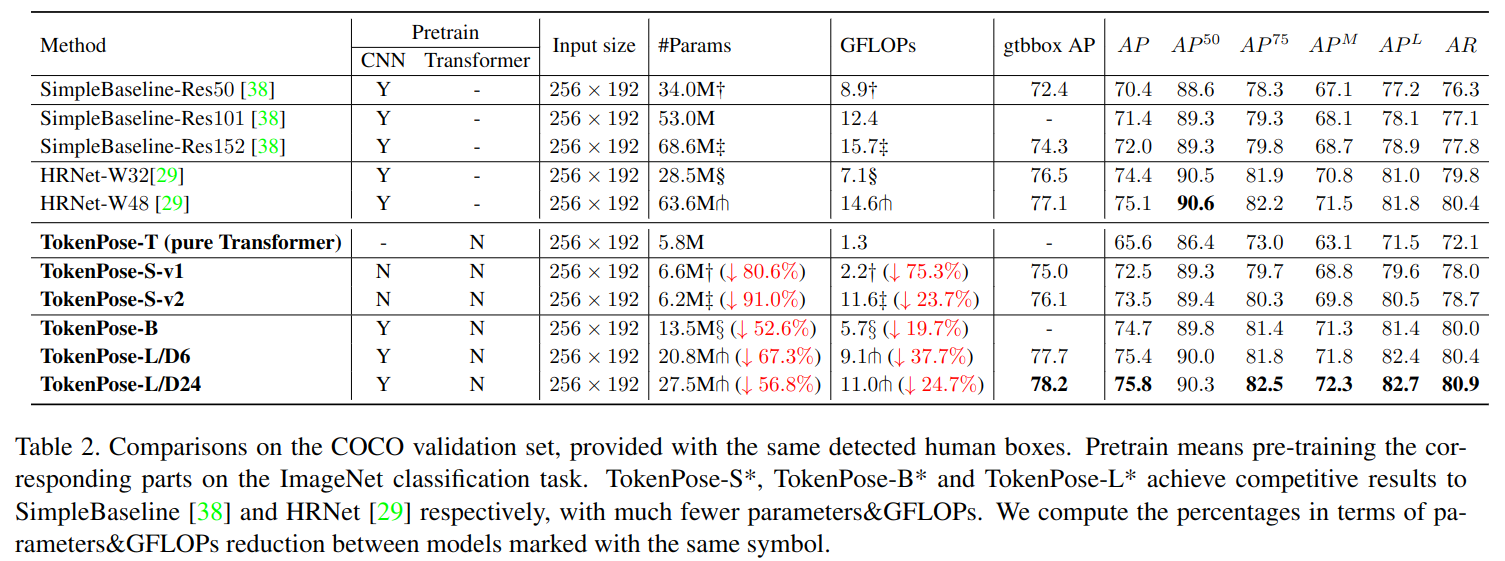 Method Pretrain Input size #Params GFLOPs gtbbox AP AP^50 AP^75 AP^M AP^L AR
CNN Transformer
SimpleBaseline-Res50 [38] Y - 256 × 192 34.0M† 8.9† 72.4 70.4 88.6 78.3 67.1 77.2 76.3
SimpleBaseline-Res101 [38] Y - 256 × 192 53.0M 12.4 - 71.4 89.3 79.3 68.1 78.1 77.1
SimpleBaseline-Res152 [38] Y - 256 × 192 68.6M‡ 15.7‡ 74.3 72.0 89.3 79.8 68.7 78.9 77.8
HRNet-W32[29] Y - 256 × 192 28.5M§ 7.1§ 76.5 74.4 90.5 81.9 70.8 81.0 79.8
HRNet-W48 [29] Y - 256 × 192 63.6M⋔ 14.6⋔ 77.1 75.1 90.6 82.2 71.5 81.8 80.4
TokenPose-T (pure Transformer) - N 256 × 192 5.8M 1.3 - 65.6 86.4 73.0 63.1 71.5 72.1
TokenPose-S-v1 N N 256 × 192 6.6M† (↓ 80.6%) 2.2† (↓ 75.3%) 75.0 72.5 89.3 79.7 68.8 79.6 78.0
TokenPose-S-v2 N N 256 × 192 6.2M‡ (↓ 91.0%) 11.6‡ (↓ 23.7%) 76.1 73.5 89.4 80.3 69.8 80.5 78.7
TokenPose-B Y N 256 × 192 13.5M§ (↓ 52.6%) 5.7§ (↓ 19.7%) - 74.7 89.8 81.4 71.3 81.4 80.0
TokenPose-L/D6 Y N 256 × 192 20.8M⋔ (↓ 67.3%) 9.1⋔ (↓ 37.7%) 77.7 75.4 90.0 81.8 71.8 82.4 80.4
TokenPose-L/D24 Y N 256 × 192 27.5M⋔ (↓ 56.8%) 11.0⋔ (↓ 24.7%) 78.2 75.8 90.3 82.5 72.3 82.7 80.9
Table 2. Comparisons on the COCO validation set, provided with the same detected human boxes. Pretrain means pre-training the cor-
responding parts on the ImageNet classification task. TokenPose-S*, TokenPose-B* and TokenPose-L* achieve competitive results to
SimpleBaseline [38] and HRNet [29] respectively, with much fewer parameters&GFLOPs. We compute the percentages in terms of pa-
rameters&GFLOPs reduction between models marked with the same symbol.